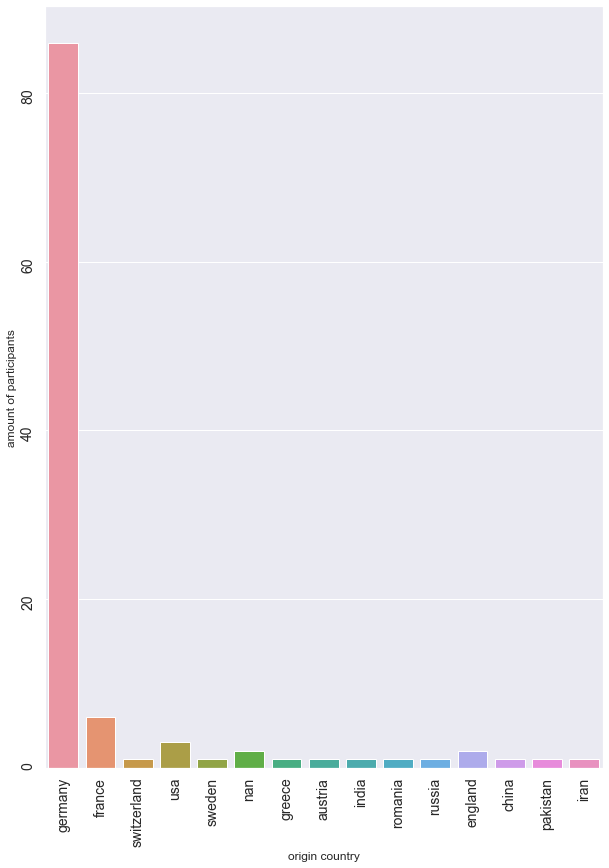 amount of participants
80
60
40
20
0
germany
france
switzerland
usa
sweden
nan
greece
austria
india
romania
russia
england
china
pakistan
iran
origin country